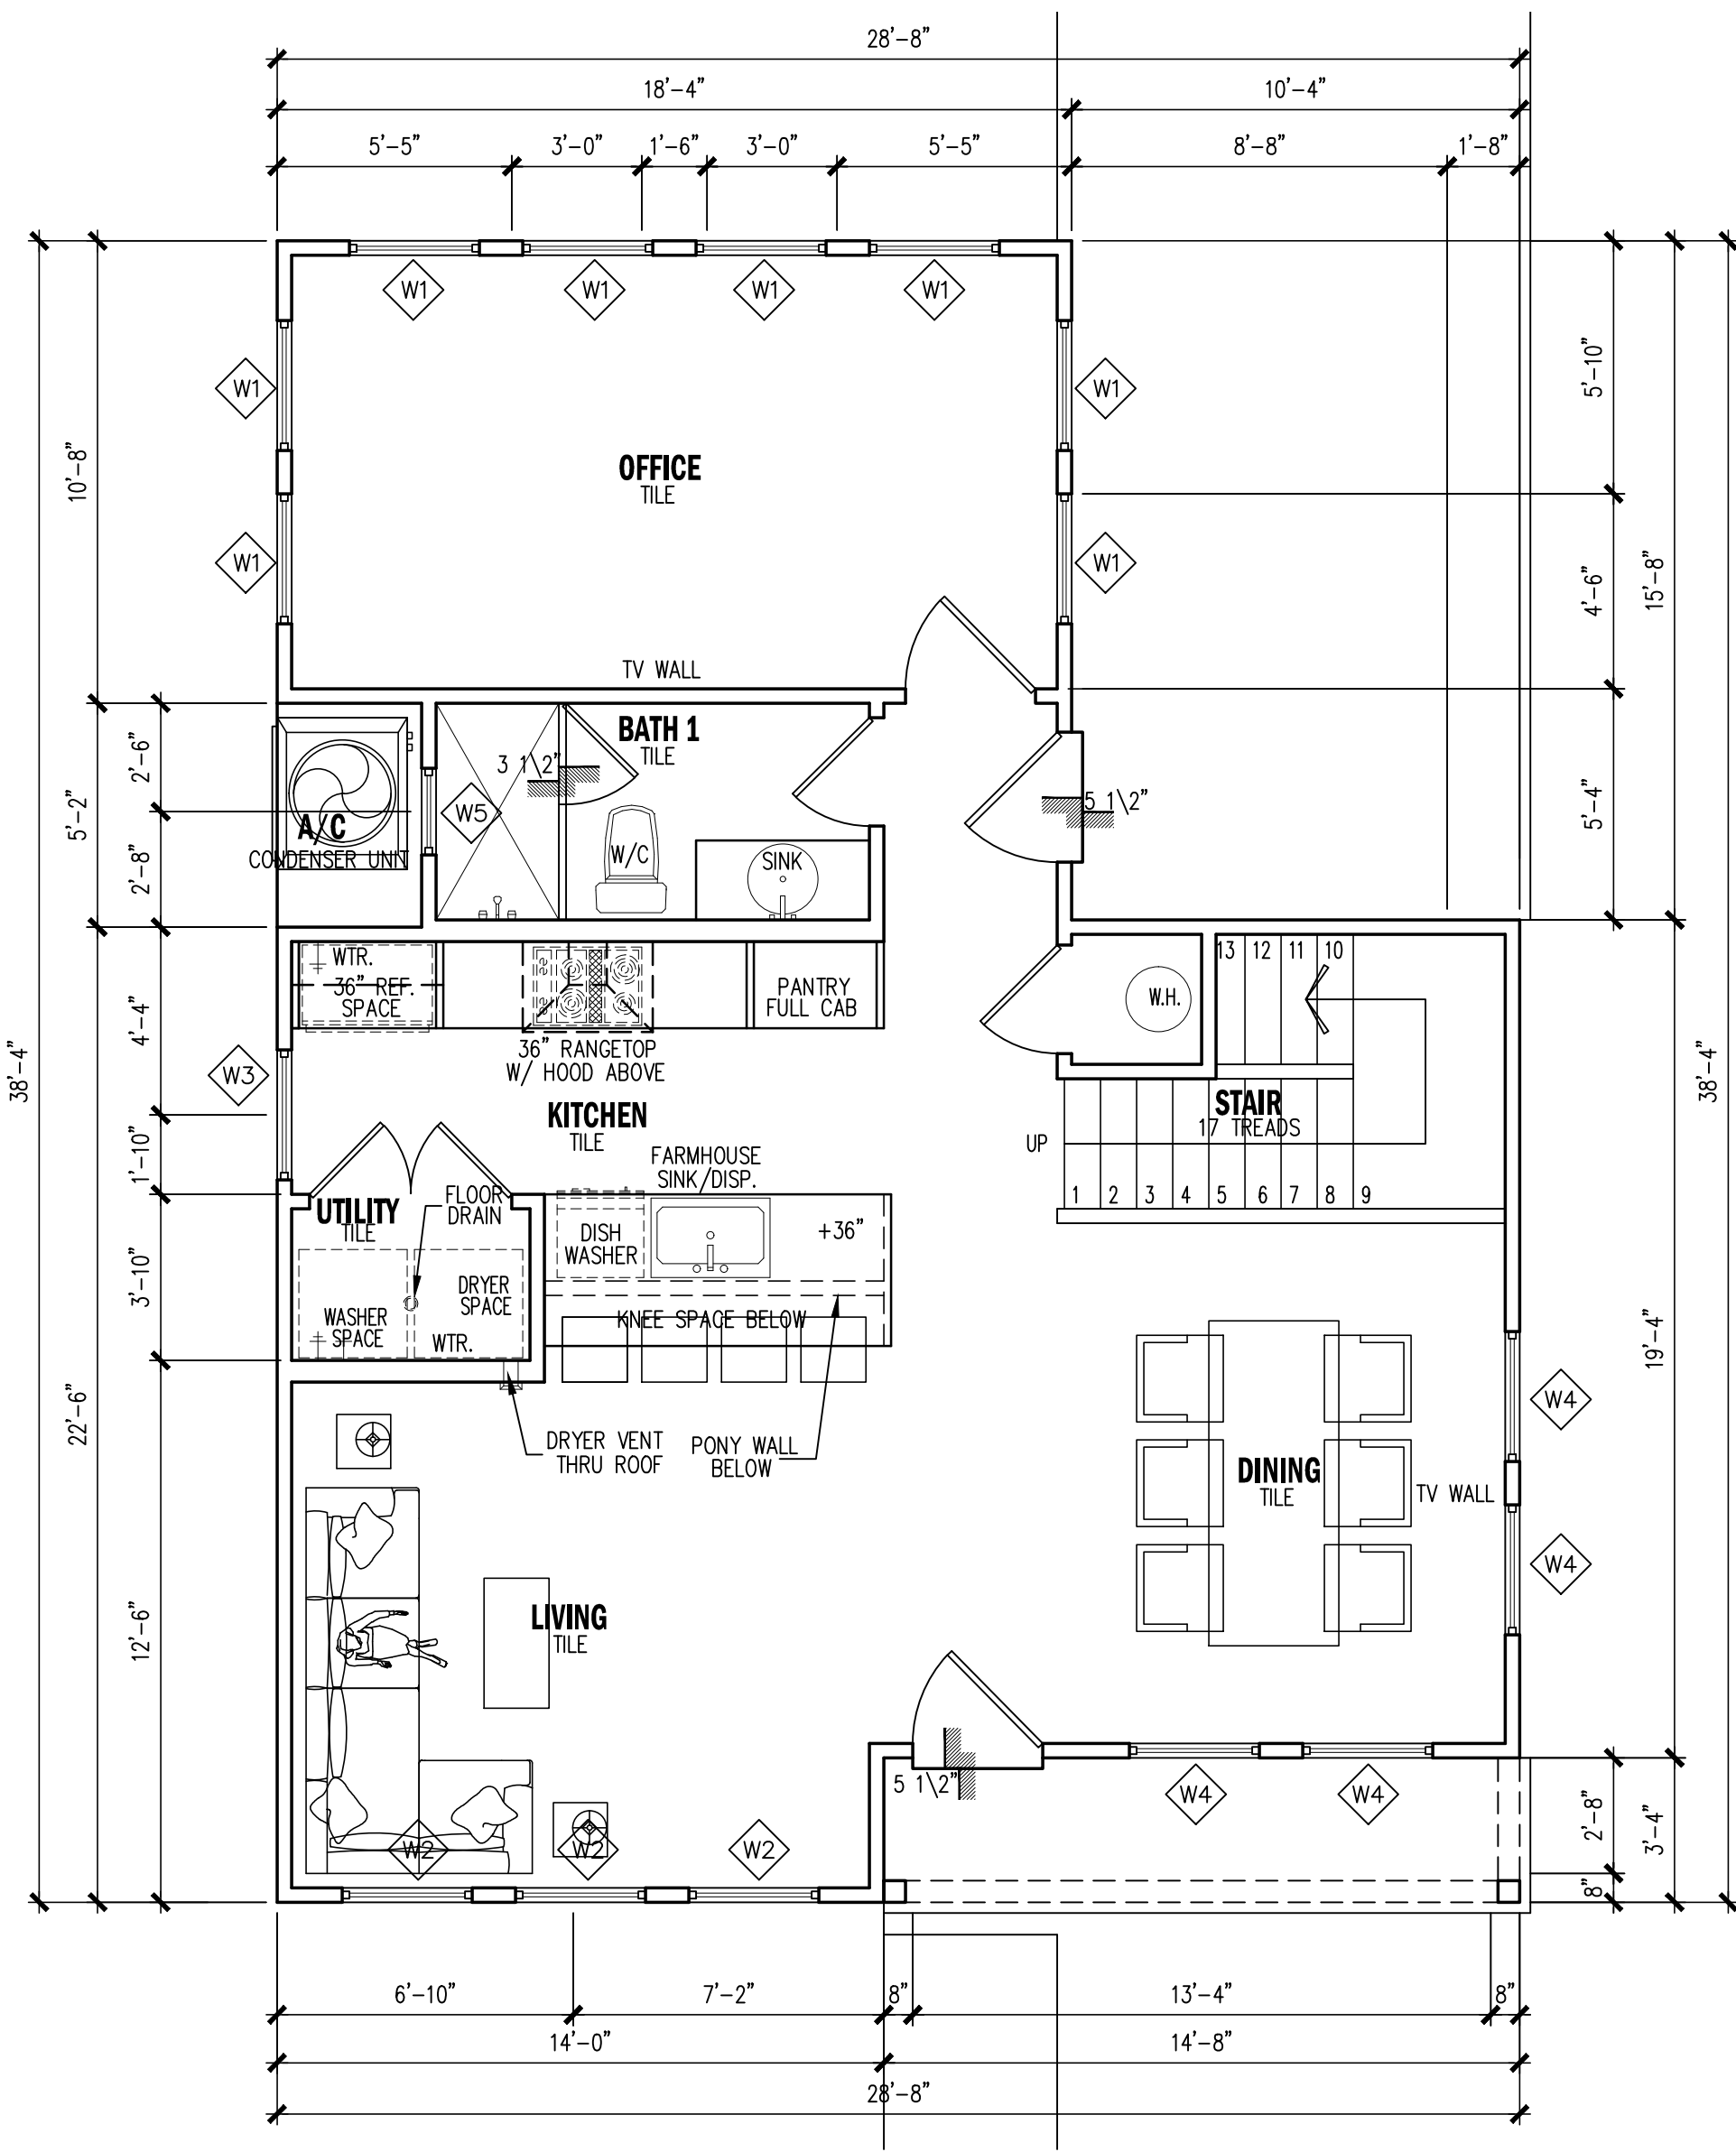 28'-8"
18'-4"
10'-4"
5'-5"
3'-0"
1'-6"
3'-0"
5'-5"
8'-8"
1'-8"
W1
W1
W1
W1
W1
W1
5'-10"
10'-8"
OFFICE
TILE
W1
W1
4'-6"
15'-8"
TV WALL
BATH 1
TILE
3 1\2"
2'-6"
5'-2"
W5
5 1\2"
5'-4"
A/C
CONDENSER UNIT
W/C
SINK
2'-8"
WTR.
36" REF.
SPACE
PANTRY
FULL CAB
W.H.
13
12
11
10
4'-4"
38'-4"
38'-4"
36" RANGETOP
W/ HOOD ABOVE
W3
KITCHEN
TILE
STAIR
17 TREADS
UP
1'-10"
FARMHOUSE
SINK/DISP.
1
2
3
4
5
6
7
8
9
UTILITY
TILE
FLOOR
DRAIN
DISH
WASHER
+36"
3'-10"
DRYER
SPACE
WASHER
SPACE
WTR.
KNEE SPACE BELOW
19'-4"
22'-6"
W4
DRYER VENT
THRU ROOF
PONY WALL
BELOW
DINING
TILE
TV WALL
W4
12'-6"
LIVING
TILE
5 1\2"
W4
W4
2'-8"
3'-4"
W2
W2
W2
8"
6'-10"
7'-2"
8"
13'-4"
8"
14'-0"
14'-8"
28'-8"